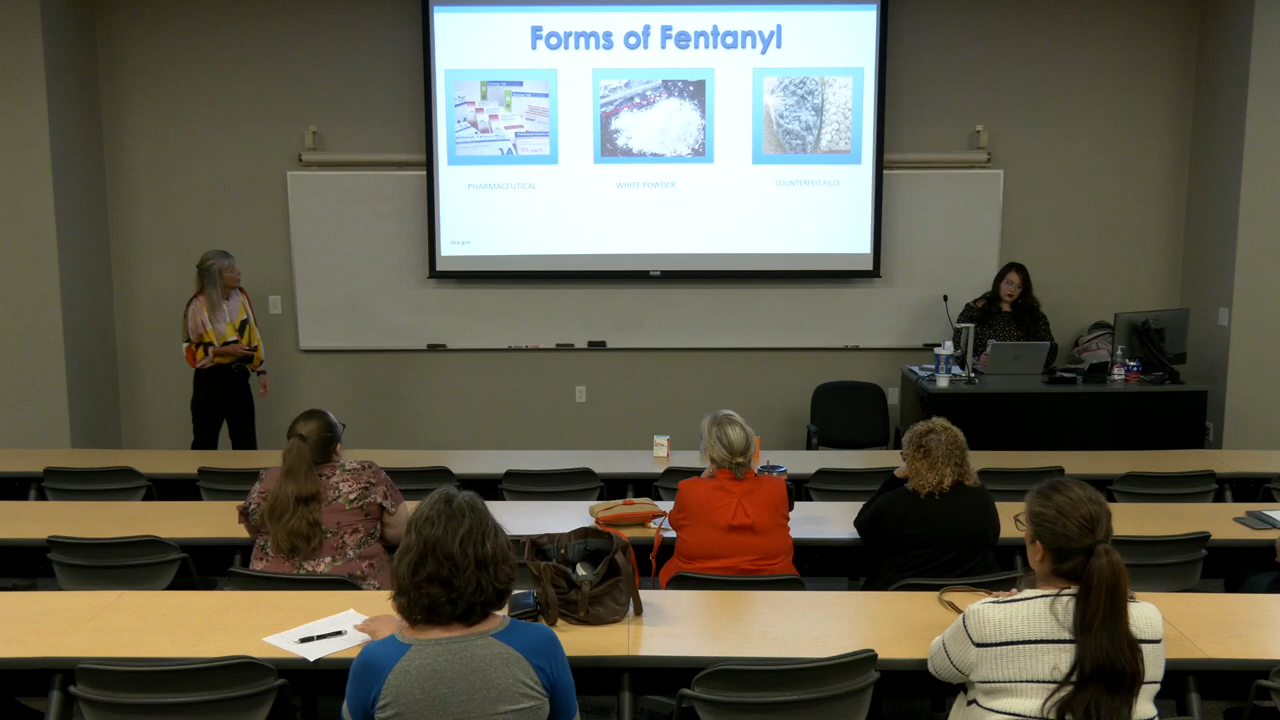 Forms of Fentanyl
PHARMACEUTICAL
WHITE POWDER
COUNTERFEIT PILLS
dea.gov